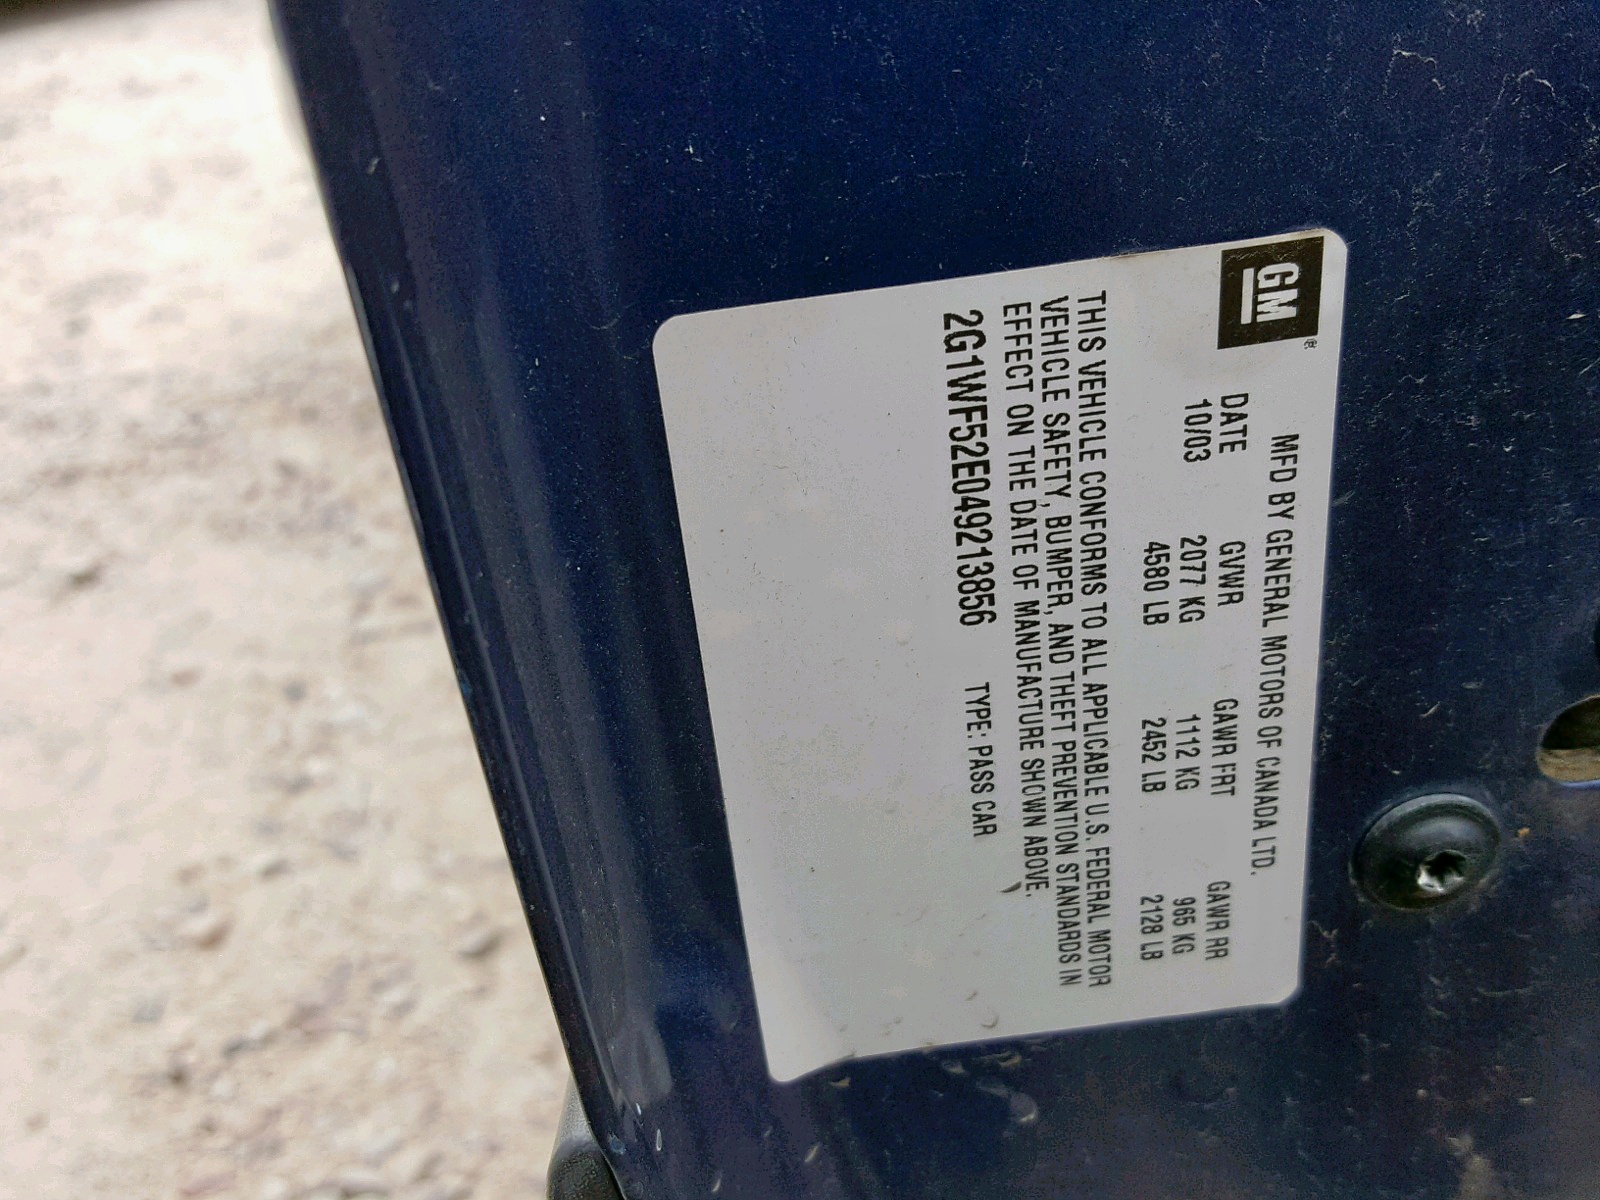 GM®
MFD BY GENERAL MOTORS OF CANADA LTD.
DATE GVWR GAWR FRT GAWR RR
10/03 2077 KG 1112 KG 965 KG
4580 LB 2452 LB 2128 LB
THIS VEHICLE CONFORMS TO ALL APPLICABLE U.S. FEDERAL MOTOR
VEHICLE SAFETY, BUMPER, AND THEFT PREVENTION STANDARDS IN
EFFECT ON THE DATE OF MANUFACTURE SHOWN ABOVE.
2G1WF52E049213856 TYPE: PASS CAR